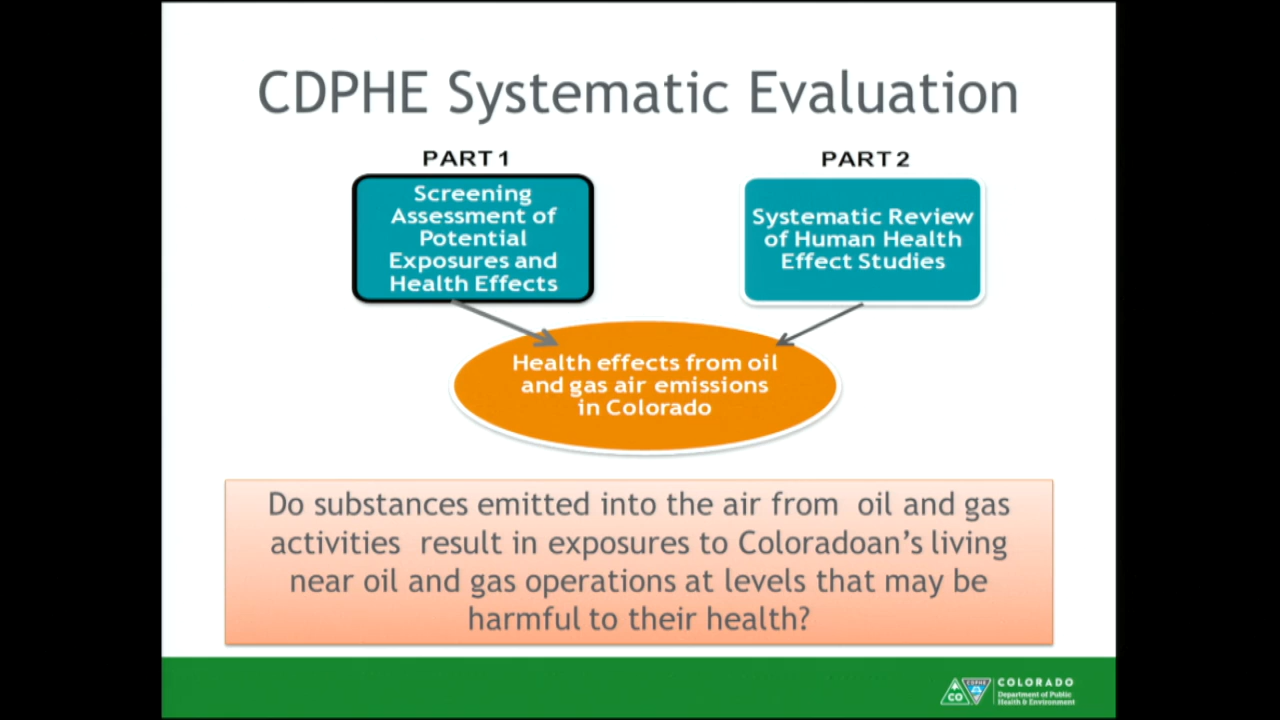 CDPHE Systematic Evaluation
PART 1
Screening
Assessment of
Potential
Exposures and
Health Effects
PART 2
Systematic Review
of Human Health
Effect Studies
Health effects from oil
and gas air emissions
in Colorado
Do substances emitted into the air from oil and gas
activities result in exposures to Coloradoan's living
near oil and gas operations at levels that may be
harmful to their health?
CO
CDPHE
COLORADO
Department of Public
Health & Environment